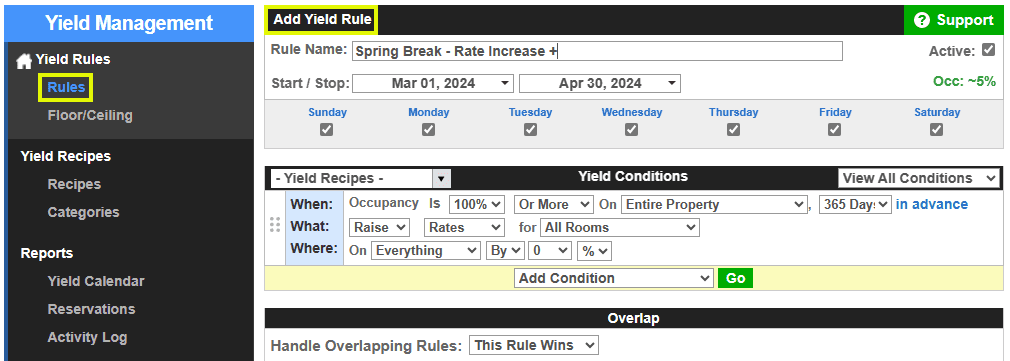 Yield Management
Yield Rules
Rules
Floor/Ceiling
Yield Recipes
Recipes
Categories
Reports
Yield Calendar
Reservations
Activity Log
Add Yield Rule
? Support
Rule Name: Spring Break - Rate Increase +
Active:
Start / Stop: Mar 01, 2024 Apr 30, 2024
Occ: ~5%
Sunday Monday Tuesday Wednesday Thursday Friday Saturday
- Yield Recipes - Yield Conditions View All Conditions
When: Occupancy Is 100% Or More On Entire Property , 365 Days in advance
What: Raise Rates for All Rooms
Where: On Everything By 0 %
Add Condition Go
Overlap
Handle Overlapping Rules: This Rule Wins